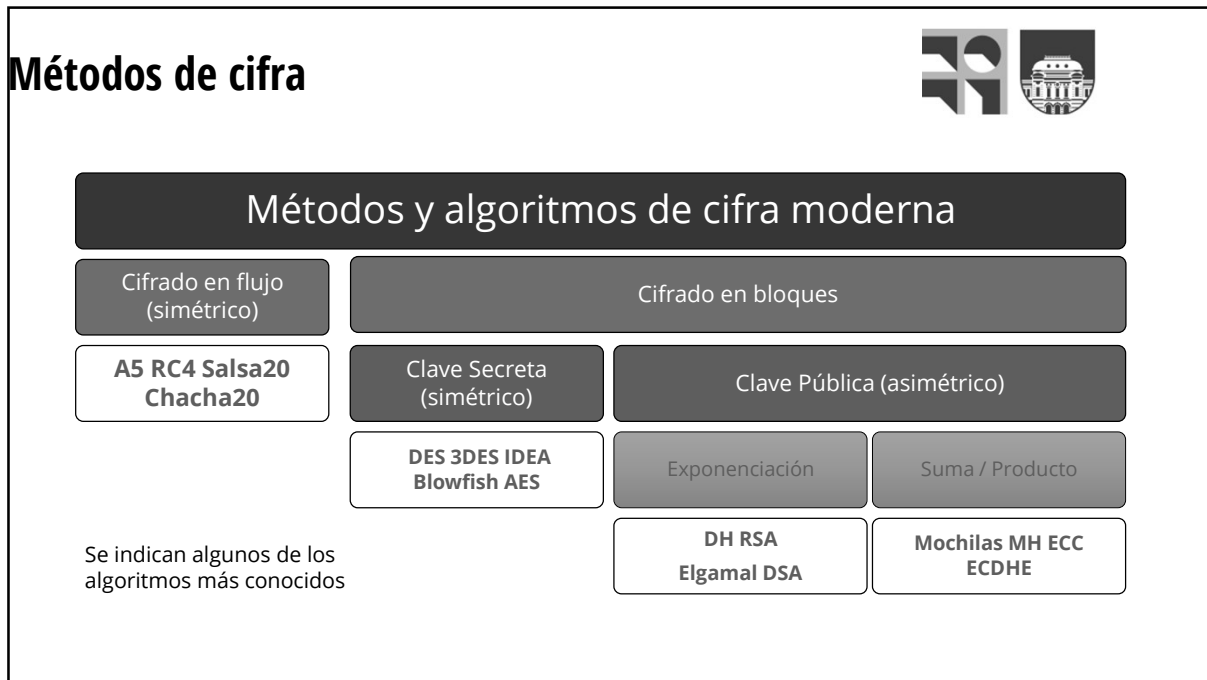 Métodos de cifra
Métodos y algoritmos de cifra moderna
Cifrado en flujo
(simétrico)
Cifrado en bloques
A5 RC4 Salsa20
Chacha20
Clave Secreta
(simétrico)
Clave Pública (asimétrico)
DES 3DES IDEA
Blowfish AES
Exponenciación
Suma / Producto
DH RSA
Elgamal DSA
Mochilas MH ECC
ECDHE
Se indican algunos de los
algoritmos más conocidos